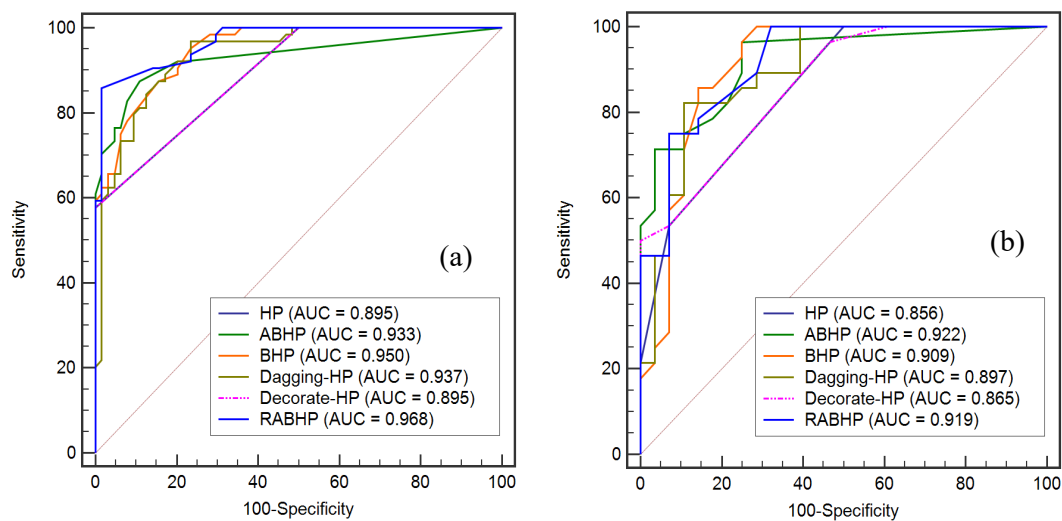 100
80
60
40
20
0
Sensitivity
(a)
HP (AUC = 0.895)
ABHP (AUC = 0.933)
BHP (AUC = 0.950)
Dagging-HP (AUC = 0.937)
Decorate-HP (AUC = 0.895)
RABHP (AUC = 0.968)
0 20 40 60 80 100
100-Specificity
100
80
60
40
20
0
Sensitivity
(b)
HP (AUC = 0.856)
ABHP (AUC = 0.922)
BHP (AUC = 0.909)
Dagging-HP (AUC = 0.897)
Decorate-HP (AUC = 0.865)
RABHP (AUC = 0.919)
0 20 40 60 80 100
100-Specificity